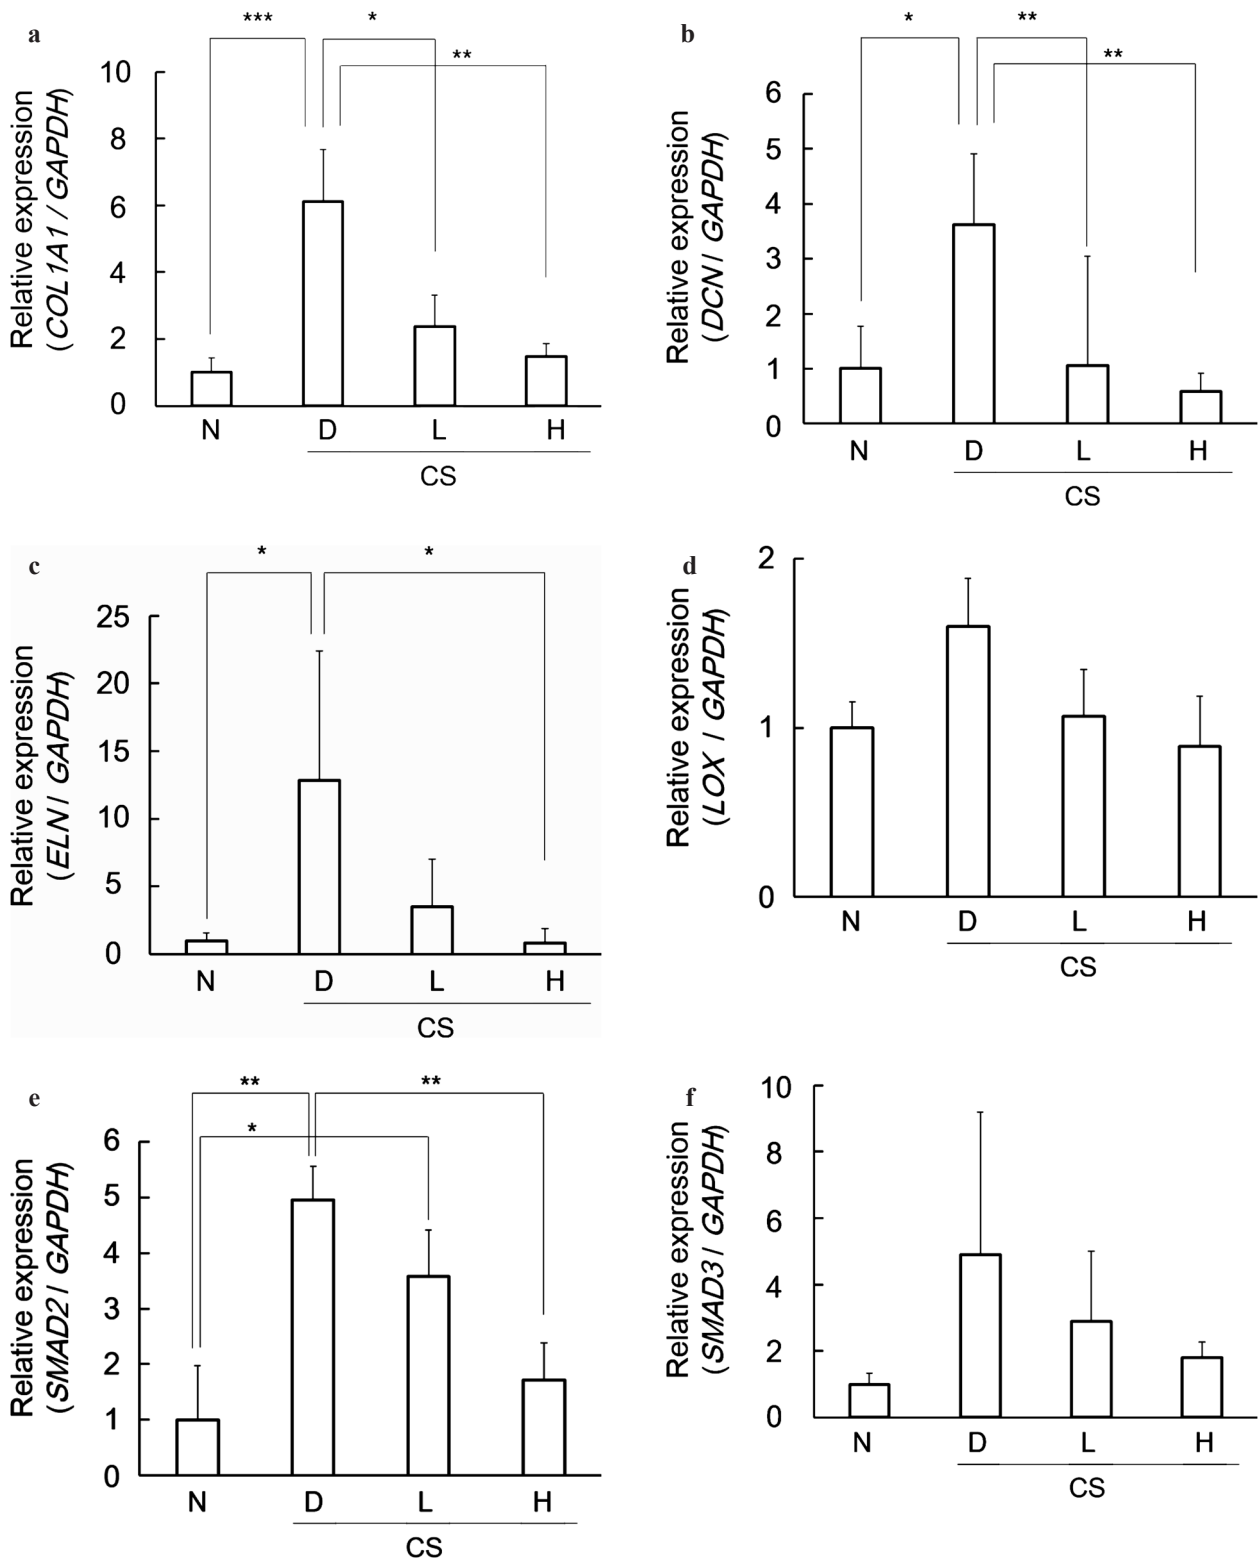 a
*** * **
Relative expression
(COL1A1 / GAPDH)
10
8
6
4
2
0
N D L H
CS
b
* ** **
Relative expression
(DCN / GAPDH)
6
5
4
3
2
1
0
N D L H
CS
c
* *
Relative expression
(ELN / GAPDH)
25
20
15
10
5
0
N D L H
CS
d
Relative expression
(LOX / GAPDH)
2
1
0
N D L H
CS
e
** **
*
Relative expression
(SMAD2 / GAPDH)
6
5
4
3
2
1
0
N D L H
CS
f
Relative expression
(SMAD3 / GAPDH)
10
8
6
4
2
0
N D L H
CS